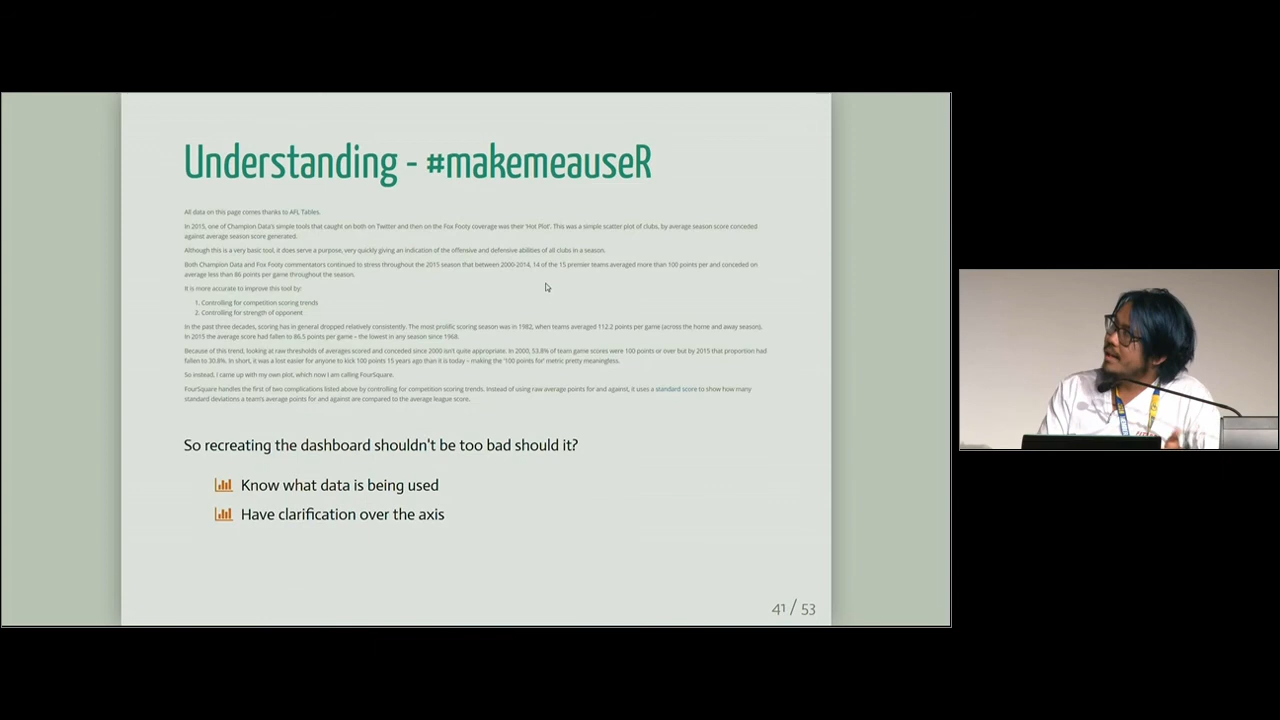 Understanding - #makemeauseR
All data on this page comes thanks to AFL Tables.
In 2015, one of Champion Data's simple tools that caught on both on Twitter and then on the Fox Footy coverage was their 'Hot Plot'. This was a simple scatter plot of clubs, by average season score conceded
against average season score generated.
Although this is a very basic tool, it does serve a purpose, very quickly giving an indication of the offensive and defensive abilities of all clubs in a season.
Both Champion Data and Fox Footy commentators continued to stress throughout the 2015 season that between 2000-2014, 14 of the 15 premier teams averaged more than 100 points per and conceded on
average less than 86 points per game throughout the season.
It is more accurate to improve this tool by:
1. Controlling for competition scoring trends
2. Controlling for strength of opponent
In the past three decades, scoring has in general dropped relatively consistently. The most prolific scoring season was in 1982, when teams averaged 112.2 points per game (across the home and away season).
In 2015 the average score had fallen to 86.5 points per game – the lowest in any season since 1968.
Because of this trend, looking at raw thresholds of averages scored and conceded since 2000 isn't quite appropriate. In 2000, 53.8% of team game scores were 100 points or over but by 2015 that proportion had
fallen to 30.8%. In short, it was a lost easier for anyone to kick 100 points 15 years ago than it is today – making the '100 points for' metric pretty meaningless.
So instead, I came up with my own plot, which now I am calling FourSquare.
FourSquare handles the first of two complications listed above by controlling for competition scoring trends. Instead of using raw average points for and against, it uses a standard score to show how many
standard deviations a team's average points for and against are compared to the average league score.
So recreating the dashboard shouldn't be too bad should it?
Know what data is being used
Have clarification over the axis
41 / 53